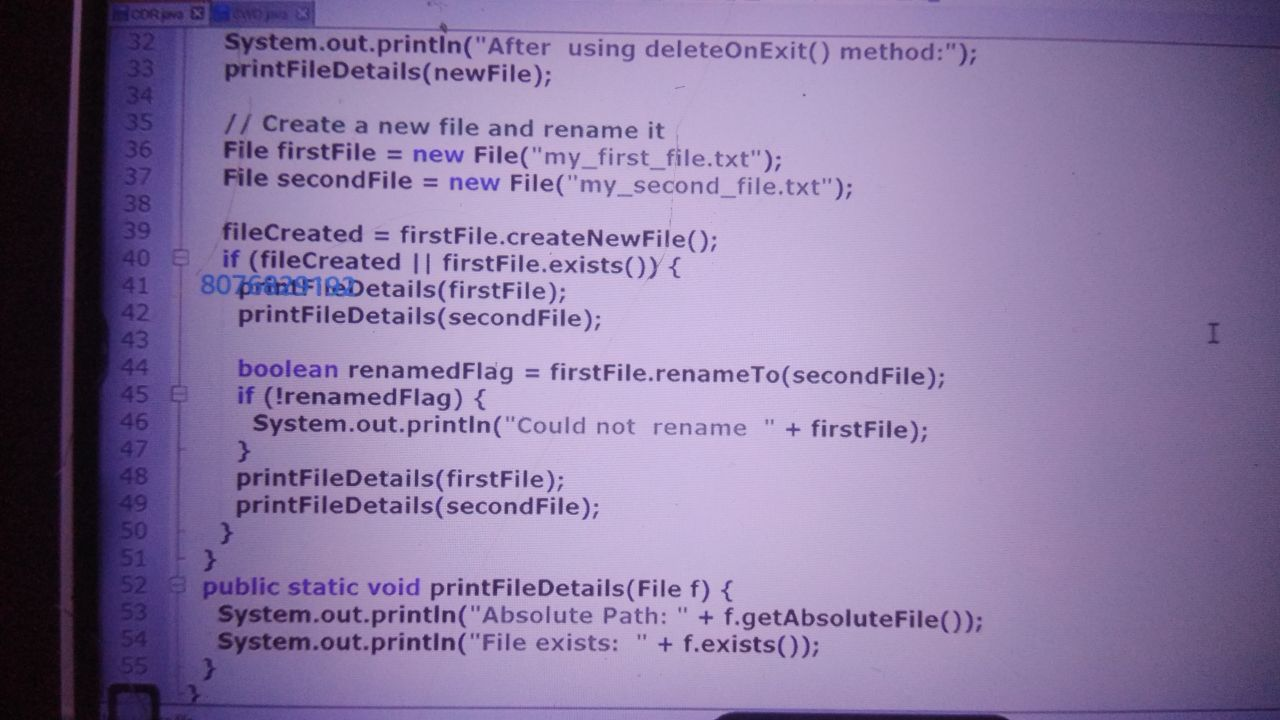 CDR.java CWD.java
32 System.out.println("After using deleteOnExit() method:");
33 printFileDetails(newFile);
34
35 // Create a new file and rename it
36 File firstFile = new File("my_first_file.txt");
37 File secondFile = new File("my_second_file.txt");
38
39 fileCreated = firstFile.createNewFile();
40 if (fileCreated || firstFile.exists()) {
41 printFileDetails(firstFile);
8076829192
42 printFileDetails(secondFile);
43
44 boolean renamedFlag = firstFile.renameTo(secondFile);
45 if (!renamedFlag) {
46 System.out.println("Could not rename " + firstFile);
47 }
48 printFileDetails(firstFile);
49 printFileDetails(secondFile);
50 }
51 }
52 public static void printFileDetails(File f) {
53 System.out.println("Absolute Path: " + f.getAbsoluteFile());
54 System.out.println("File exists: " + f.exists());
55 }
}